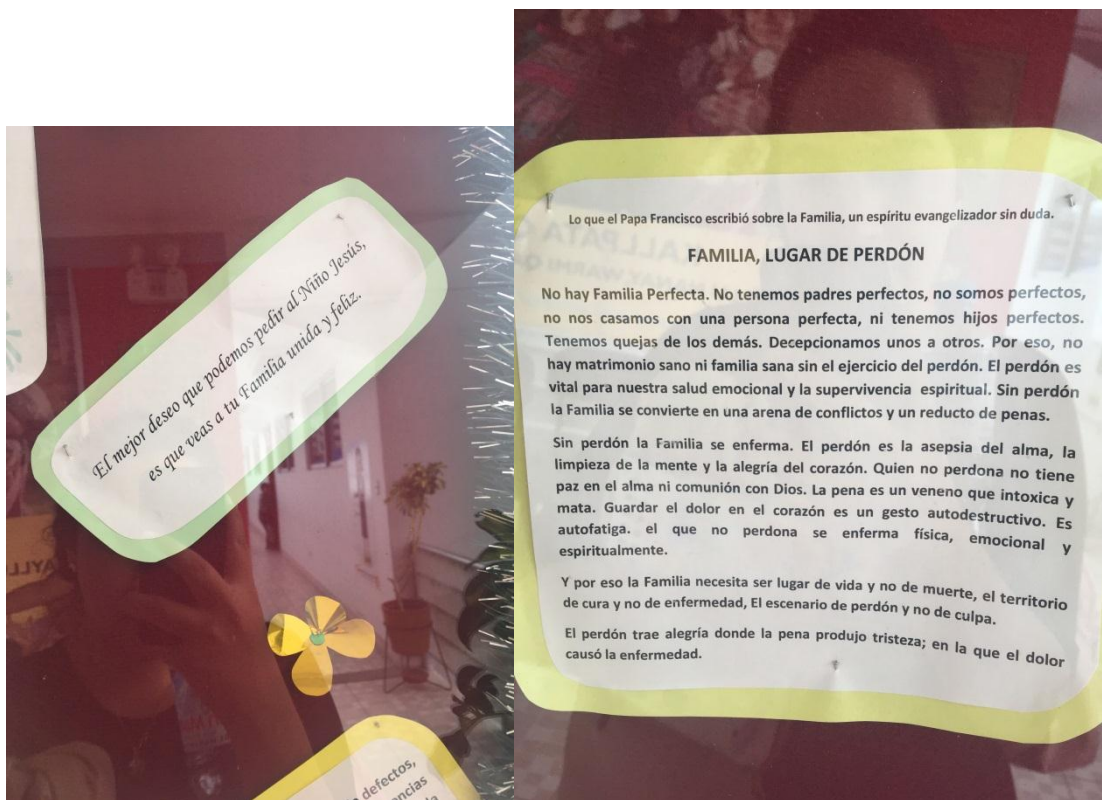 El mejor deseo que podemos pedir al Niño Jesús,
es que veas a tu Familia unida y feliz.
defectos,
Lo que el Papa Francisco escribió sobre la Familia, un espíritu evangelizador sin duda.
FAMILIA, LUGAR DE PERDÓN
No hay Familia Perfecta. No tenemos padres perfectos, no somos perfectos,
no nos casamos con una persona perfecta, ni tenemos hijos perfectos.
Tenemos quejas de los demás. Decepcionamos unos a otros. Por eso, no
hay matrimonio sano ni familia sana sin el ejercicio del perdón. El perdón es
vital para nuestra salud emocional y la supervivencia espiritual. Sin perdón
la Familia se convierte en una arena de conflictos y un reducto de penas.
Sin perdón la Familia se enferma. El perdón es la asepsia del alma, la
limpieza de la mente y la alegría del corazón. Quien no perdona no tiene
paz en el alma ni comunión con Dios. La pena es un veneno que intoxica y
mata. Guardar el dolor en el corazón es un gesto autodestructivo. Es
autofatiga. el que no perdona se enferma física, emocional y
espiritualmente.
Y por eso la Familia necesita ser lugar de vida y no de muerte, el territorio
de cura y no de enfermedad, El escenario de perdón y no de culpa.
El perdón trae alegría donde la pena produjo tristeza; en la que el dolor
causó la enfermedad.